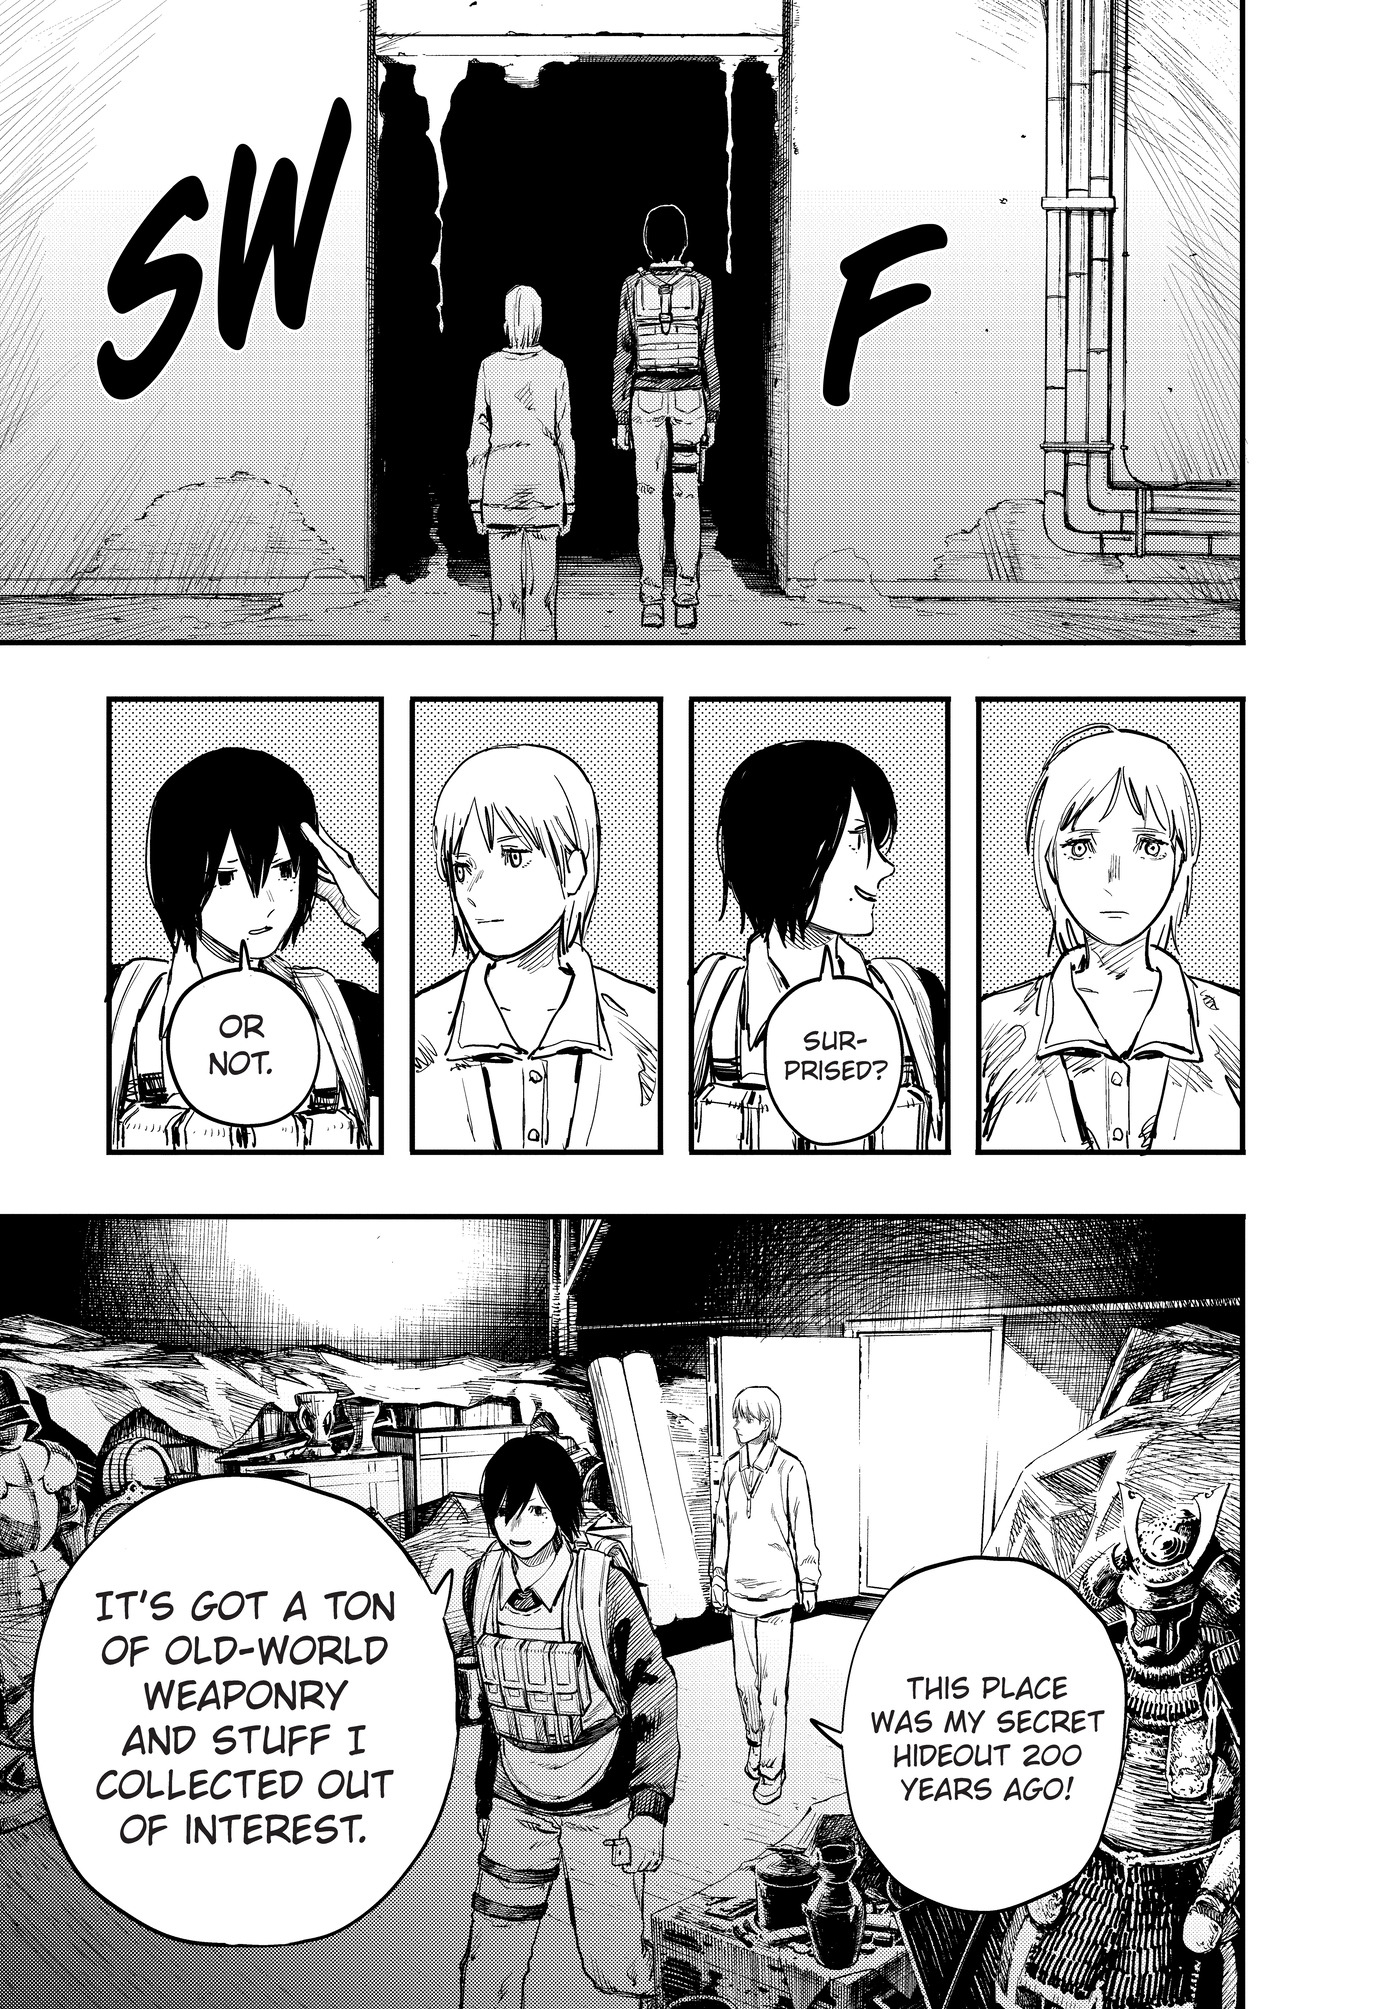 SW
F
SUR-
PRISED?
OR
NOT.
THIS PLACE
WAS MY SECRET
HIDEOUT 200
YEARS AGO!
IT'S GOT A TON
OF OLD-WORLD
WEAPONRY
AND STUFF I
COLLECTED OUT
OF INTEREST.